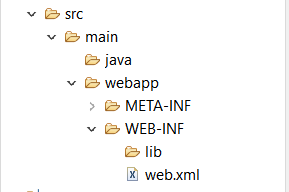 src
main
java
webapp
META-INF
WEB-INF
lib
web.xml